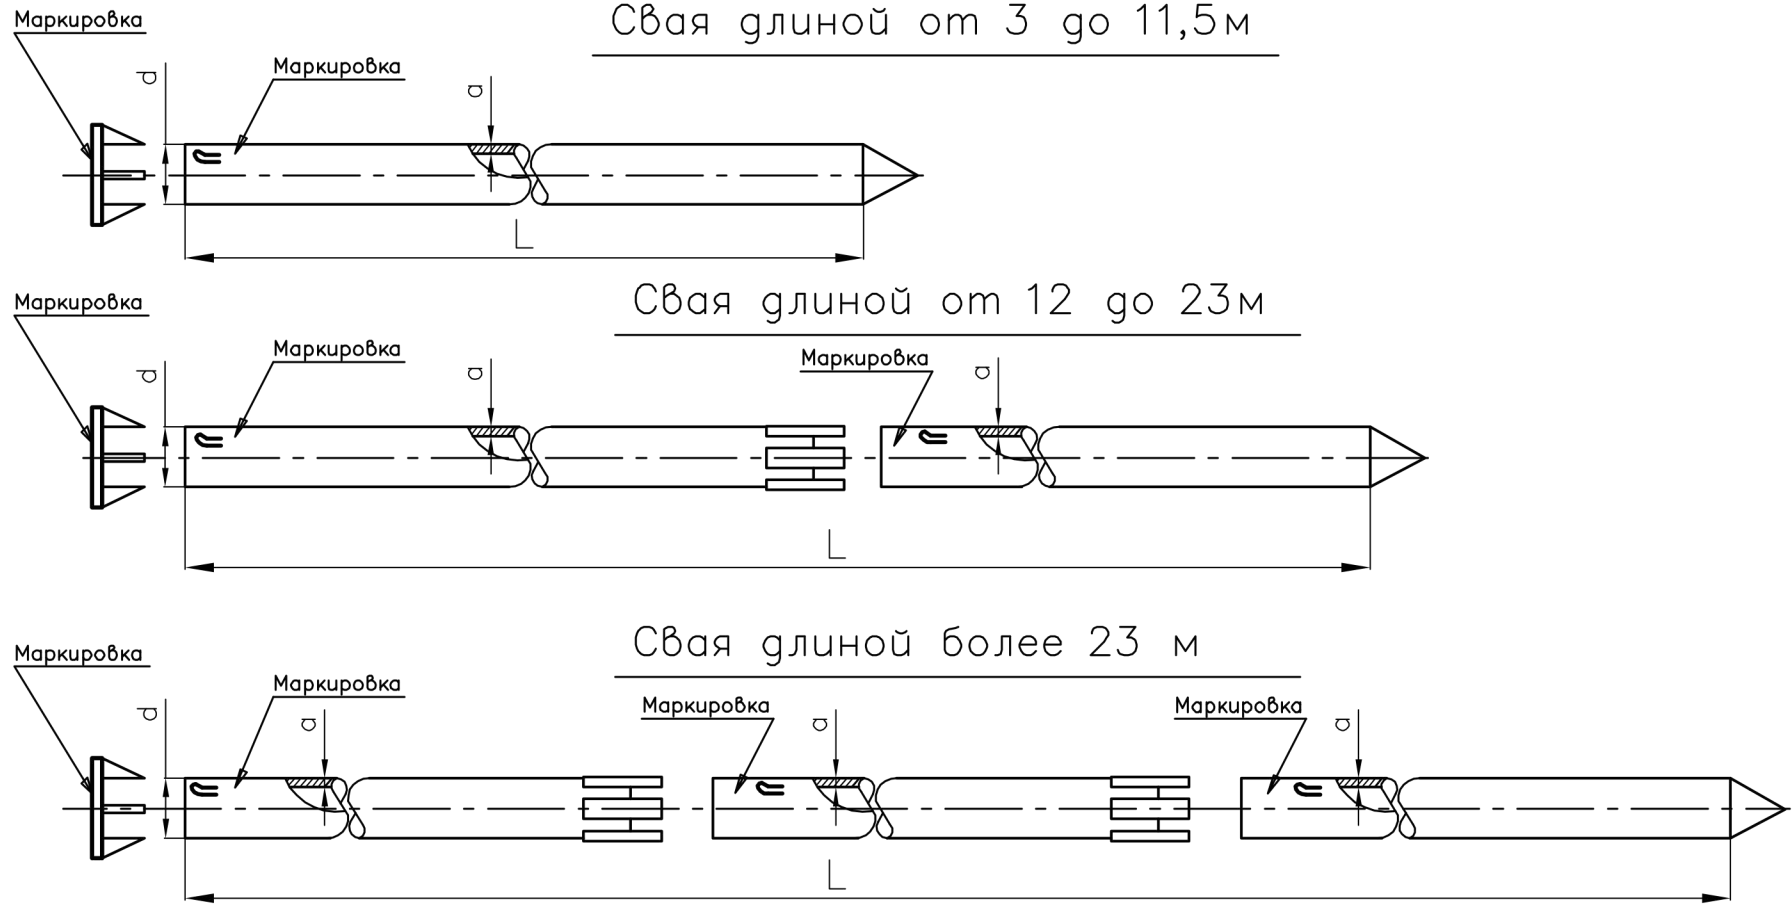 Маркировка
Свая длиной от 3 до 11,5м
Маркировка
d
a
L
Маркировка
Свая длиной от 12 до 23м
Маркировка
Маркировка
d
a
a
L
Маркировка
Свая длиной более 23 м
Маркировка
Маркировка
Маркировка
d
a
a
a
L